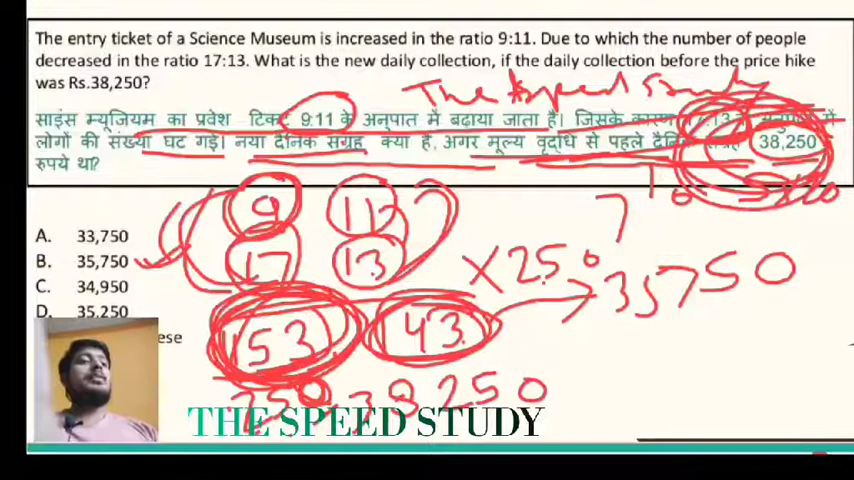 The entry ticket of a Science Museum is increased in the ratio 9:11. Due to which the number of people
decreased in the ratio 17:13. What is the new daily collection, if the daily collection before the price hike
was Rs.38,250?
The Speed Study
साइंस म्यूजियम का प्रवेश टिकट 9:11 के अनुपात में बढ़ाया जाता है। जिसके कारण 17:13 के अनुपात में
लोगों की संख्या घट गई। नया दैनिक संग्रह क्या है, अगर मूल्य वृद्धि से पहले दैनिक संग्रह 38,250
रुपये था?
9 11
17 13 ×250 35750
153 143
250 38250
A. 33,750
B. 35,750
C. 34,950
D. 35,250
ese
THE SPEED STUDY